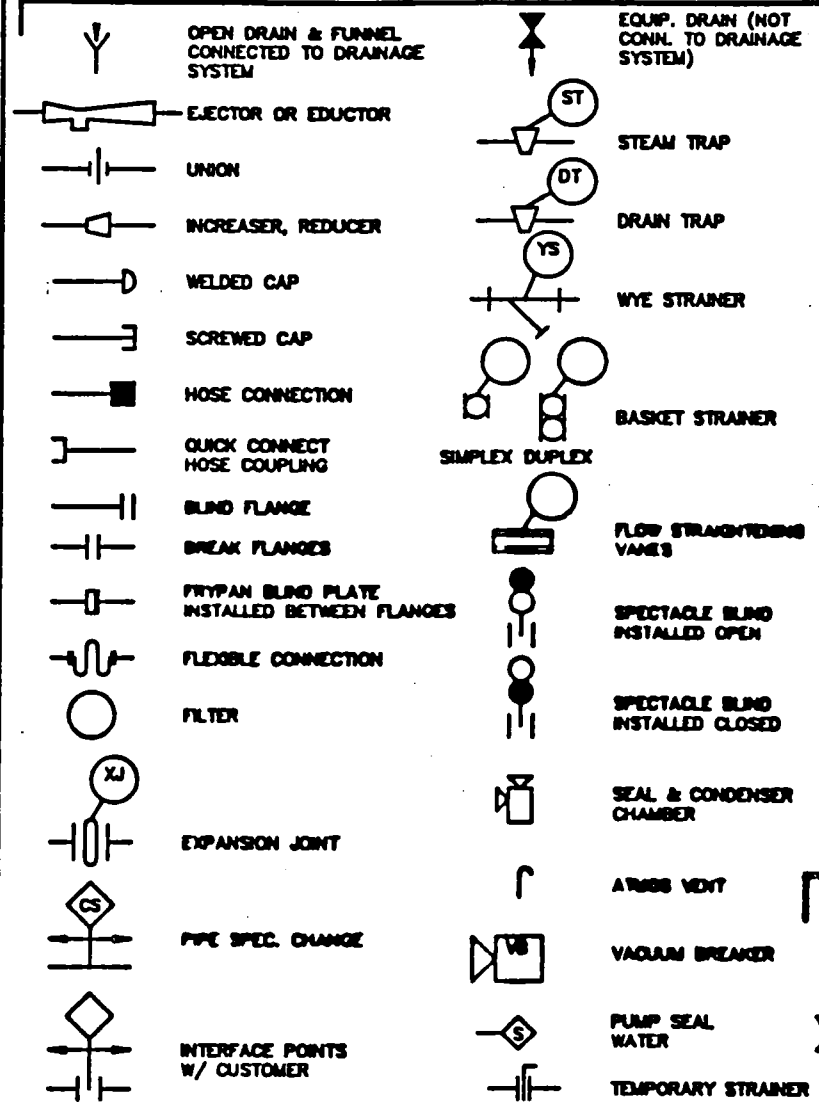 OPEN DRAIN & FUNNEL
CONNECTED TO DRAINAGE
SYSTEM
EJECTOR OR EDUCTOR
UNION
INCREASER, REDUCER
WELDED CAP
SCREWED CAP
HOSE CONNECTION
QUICK CONNECT
HOSE COUPLING
BLIND FLANGE
BREAK FLANGES
FRYPAN BLIND PLATE
INSTALLED BETWEEN FLANGES
FLEXIBLE CONNECTION
FILTER
XJ
EXPANSION JOINT
CS
PIPE SPEC. CHANGE
INTERFACE POINTS
W/ CUSTOMER
EQUIP. DRAIN (NOT
CONN. TO DRAINAGE
SYSTEM)
ST
STEAM TRAP
DT
DRAIN TRAP
YS
WYE STRAINER
BASKET STRAINER
SIMPLEX DUPLEX
FLOW STRAIGHTENING
VANES
SPECTACLE BLIND
INSTALLED OPEN
SPECTACLE BLIND
INSTALLED CLOSED
SEAL & CONDENSER
CHAMBER
ATMOS VENT
VB
VACUUM BREAKER
S
PUMP SEAL
WATER
TEMPORARY STRAINER